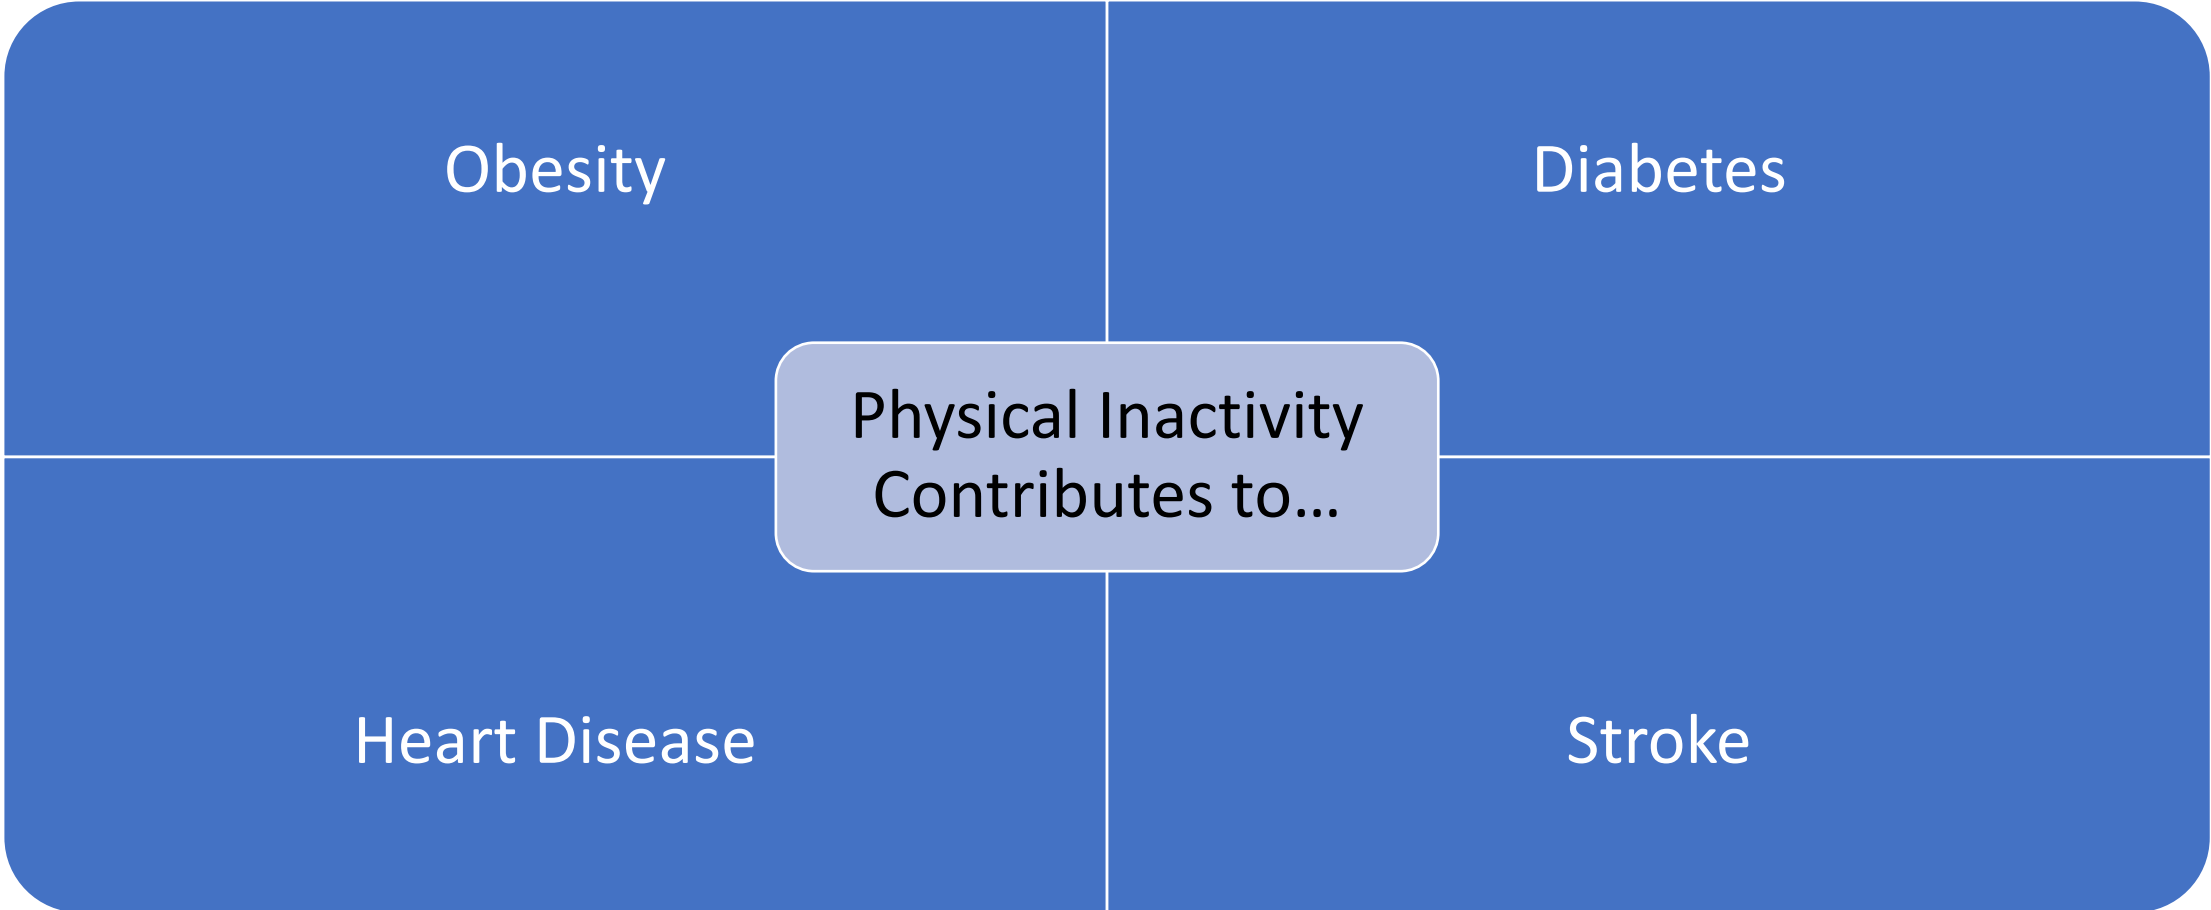 Obesity
Diabetes
Physical Inactivity
Contributes to…
Heart Disease
Stroke